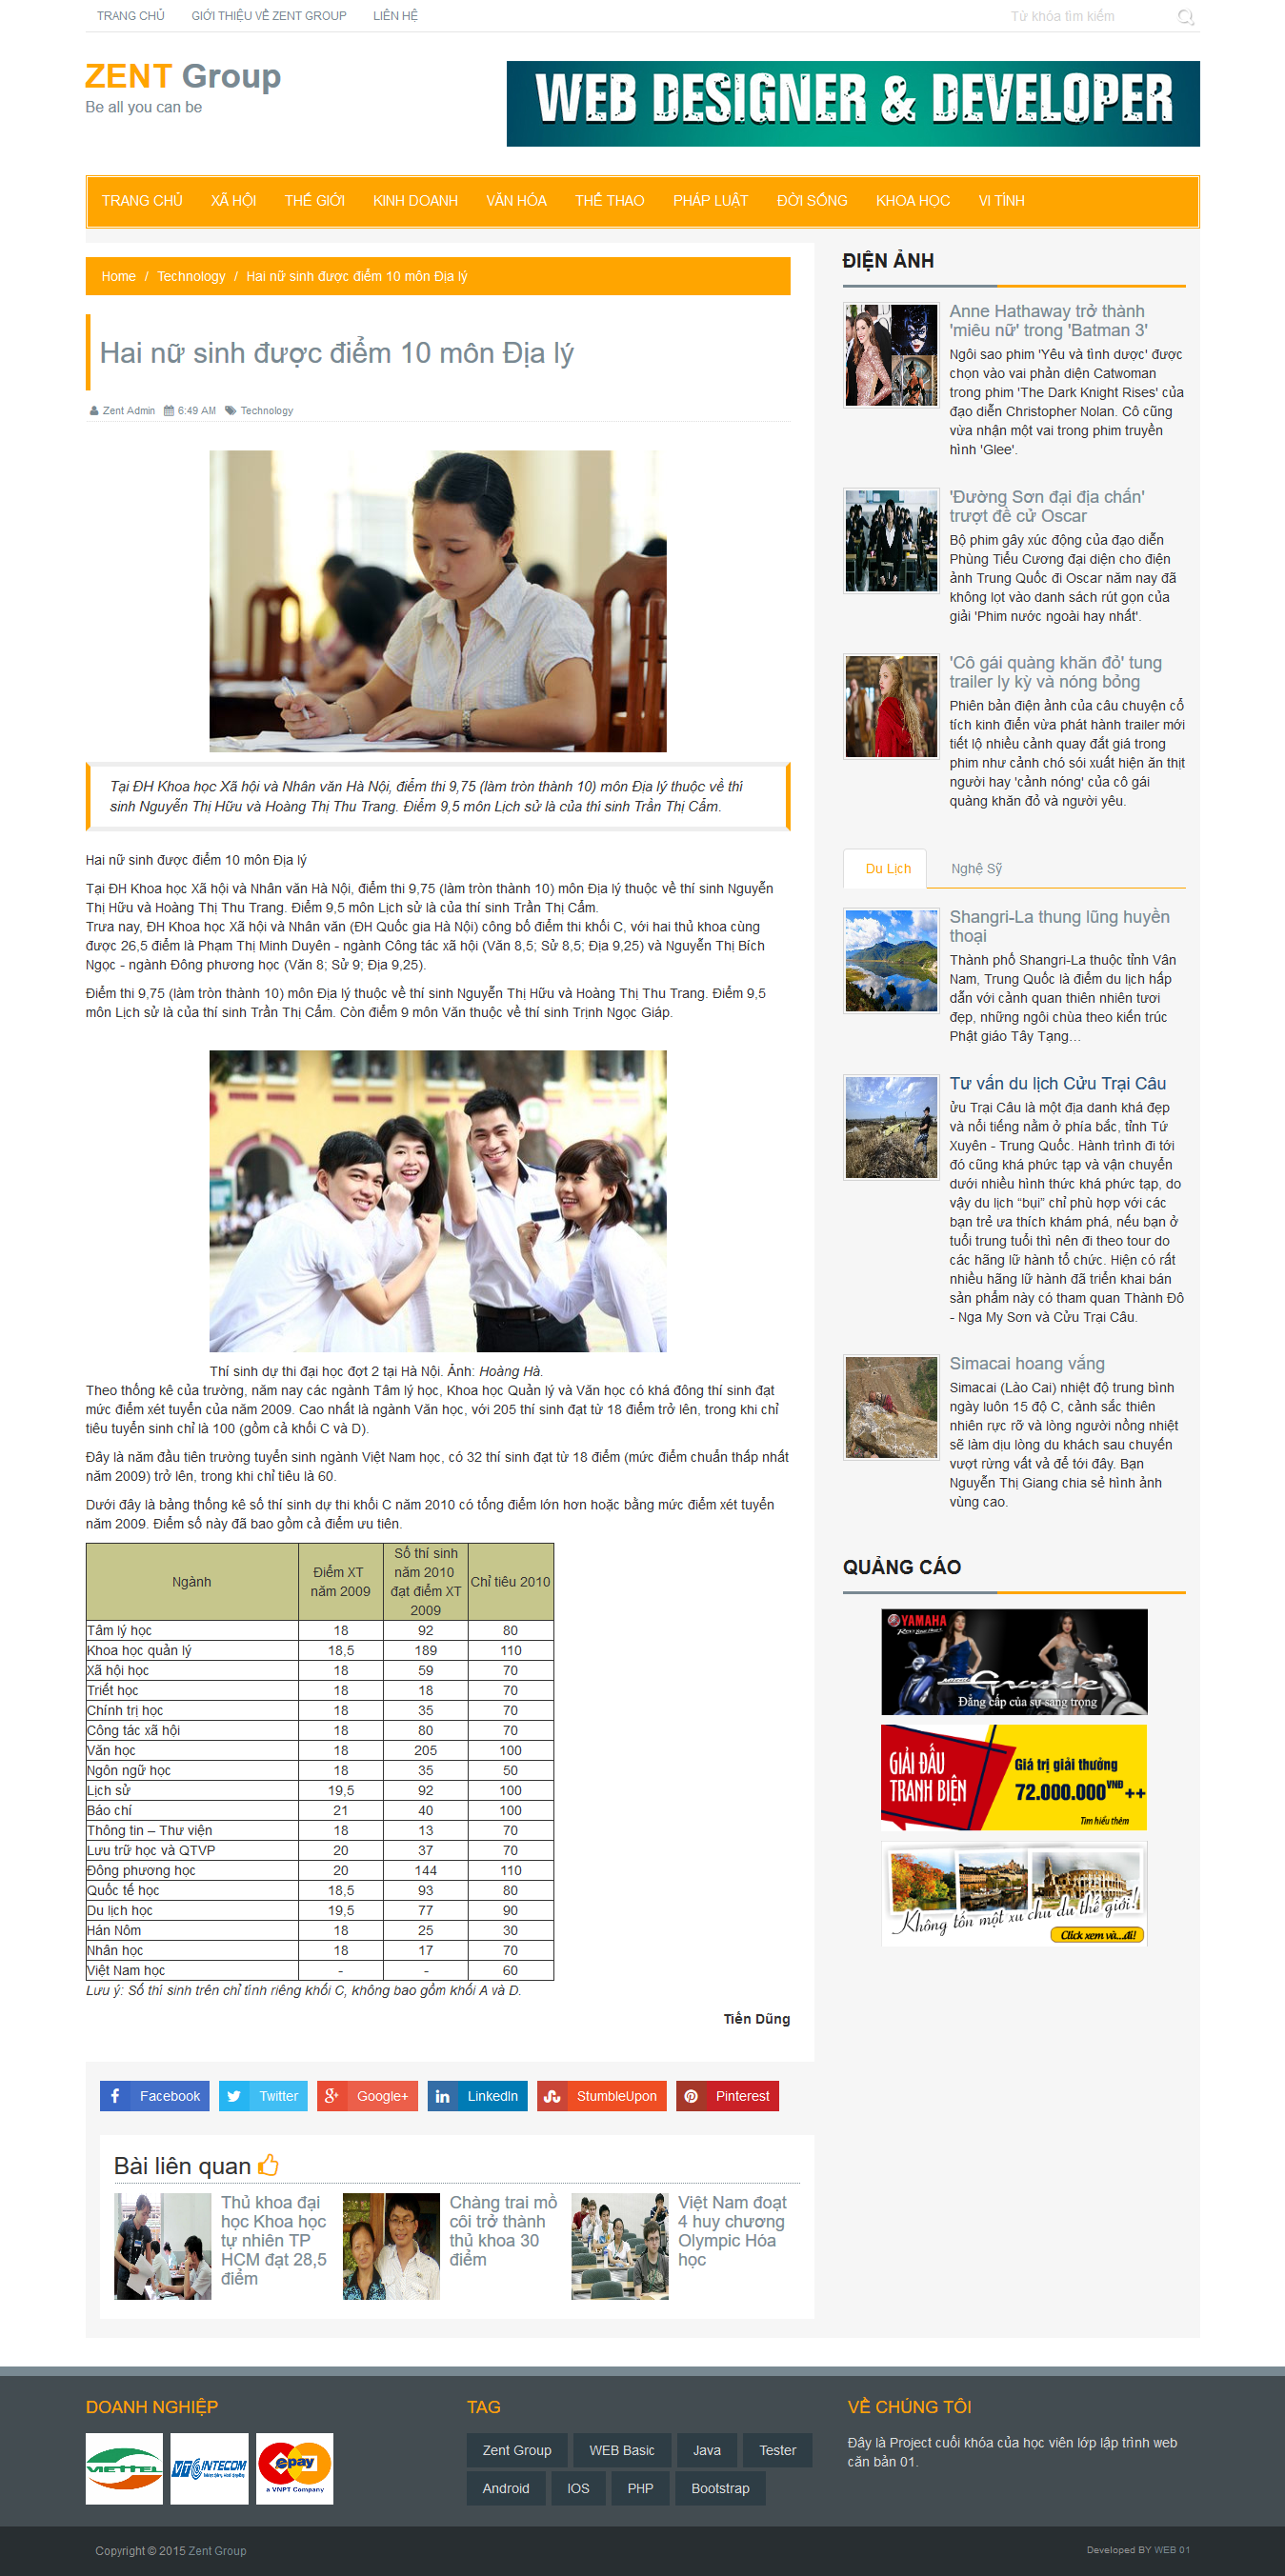 TRANG CHỦ GIỚI THIỆU VỀ ZENT GROUP LIÊN HỆ Từ khóa tìm kiếm
ZENT Group
Be all you can be
WEB DESIGNER & DEVELOPER
TRANG CHỦ XÃ HỘI THẾ GIỚI KINH DOANH VĂN HÓA THỂ THAO PHÁP LUẬT ĐỜI SỐNG KHOA HỌC VI TÍNH
Home / Technology / Hai nữ sinh được điểm 10 môn Địa lý
Hai nữ sinh được điểm 10 môn Địa lý
Zent Admin 6:49 AM Technology
Tại ĐH Khoa học Xã hội và Nhân văn Hà Nội, điểm thi 9,75 (làm tròn thành 10) môn Địa lý thuộc về thí
sinh Nguyễn Thị Hữu và Hoàng Thị Thu Trang. Điểm 9,5 môn Lịch sử là của thí sinh Trần Thị Cẩm.
Hai nữ sinh được điểm 10 môn Địa lý
Tại ĐH Khoa học Xã hội và Nhân văn Hà Nội, điểm thi 9,75 (làm tròn thành 10) môn Địa lý thuộc về thí sinh Nguyễn
Thị Hữu và Hoàng Thị Thu Trang. Điểm 9,5 môn Lịch sử là của thí sinh Trần Thị Cẩm.
Trưa nay, ĐH Khoa học Xã hội và Nhân văn (ĐH Quốc gia Hà Nội) công bố điểm thi khối C, với hai thủ khoa cùng
được 26,5 điểm là Phạm Thị Minh Duyên - ngành Công tác xã hội (Văn 8,5; Sử 8,5; Địa 9,25) và Nguyễn Thị Bích
Ngọc - ngành Đông phương học (Văn 8; Sử 9; Địa 9,25).
Điểm thi 9,75 (làm tròn thành 10) môn Địa lý thuộc về thí sinh Nguyễn Thị Hữu và Hoàng Thị Thu Trang. Điểm 9,5
môn Lịch sử là của thí sinh Trần Thị Cẩm. Còn điểm 9 môn Văn thuộc về thí sinh Trịnh Ngọc Giáp.
Thí sinh dự thi đại học đợt 2 tại Hà Nội. Ảnh: Hoàng Hà.
Theo thống kê của trường, năm nay các ngành Tâm lý học, Khoa học Quản lý và Văn học có khá đông thí sinh đạt
mức điểm xét tuyển của năm 2009. Cao nhất là ngành Văn học, với 205 thí sinh đạt từ 18 điểm trở lên, trong khi chỉ
tiêu tuyển sinh chỉ là 100 (gồm cả khối C và D).
Đây là năm đầu tiên trường tuyển sinh ngành Việt Nam học, có 32 thí sinh đạt từ 18 điểm (mức điểm chuẩn thấp nhất
năm 2009) trở lên, trong khi chỉ tiêu là 60.
Dưới đây là bảng thống kê số thí sinh dự thi khối C năm 2010 có tổng điểm lớn hơn hoặc bằng mức điểm xét tuyển
năm 2009. Điểm số này đã bao gồm cả điểm ưu tiên.
Ngành Điểm XT năm 2009 Số thí sinh năm 2010 đạt điểm XT 2009 Chỉ tiêu 2010
Tâm lý học 18 92 80
Khoa học quản lý 18,5 189 110
Xã hội học 18 59 70
Triết học 18 18 70
Chính trị học 18 35 70
Công tác xã hội 18 80 70
Văn học 18 205 100
Ngôn ngữ học 18 35 50
Lịch sử 19,5 92 100
Báo chí 21 40 100
Thông tin – Thư viện 18 13 70
Lưu trữ học và QTVP 20 37 70
Đông phương học 20 144 110
Quốc tế học 18,5 93 80
Du lịch học 19,5 77 90
Hán Nôm 18 25 30
Nhân học 18 17 70
Việt Nam học - - 60
Lưu ý: Số thí sinh trên chỉ tính riêng khối C, không bao gồm khối A và D.
Tiến Dũng
Facebook Twitter Google+ LinkedIn StumbleUpon Pinterest
Bài liên quan
Thủ khoa đại
học Khoa học
tự nhiên TP
HCM đạt 28,5
điểm
Chàng trai mồ
côi trở thành
thủ khoa 30
điểm
Việt Nam đoạt
4 huy chương
Olympic Hóa
học
ĐIỆN ẢNH
Anne Hathaway trở thành
'miêu nữ' trong 'Batman 3'
Ngôi sao phim 'Yêu và tình dược' được
chọn vào vai phản diện Catwoman
trong phim 'The Dark Knight Rises' của
đạo diễn Christopher Nolan. Cô cũng
vừa nhận một vai trong phim truyền
hình 'Glee'.
'Đường Sơn đại địa chấn'
trượt đề cử Oscar
Bộ phim gây xúc động của đạo diễn
Phùng Tiểu Cương đại diện cho điện
ảnh Trung Quốc đi Oscar năm nay đã
không lọt vào danh sách rút gọn của
giải 'Phim nước ngoài hay nhất'.
'Cô gái quàng khăn đỏ' tung
trailer ly kỳ và nóng bỏng
Phiên bản điện ảnh của câu chuyện cổ
tích kinh điển vừa phát hành trailer mới
tiết lộ nhiều cảnh quay đắt giá trong
phim như cảnh chó sói xuất hiện ăn thịt
người hay 'cảnh nóng' của cô gái
quàng khăn đỏ và người yêu.
Du Lịch Nghệ Sỹ
Shangri-La thung lũng huyền
thoại
Thành phố Shangri-La thuộc tỉnh Vân
Nam, Trung Quốc là điểm du lịch hấp
dẫn với cảnh quan thiên nhiên tươi
đẹp, những ngôi chùa theo kiến trúc
Phật giáo Tây Tạng...
Tư vấn du lịch Cửu Trại Câu
ửu Trại Câu là một địa danh khá đẹp
và nổi tiếng nằm ở phía bắc, tỉnh Tứ
Xuyên - Trung Quốc. Hành trình đi tới
đó cũng khá phức tạp và vận chuyển
dưới nhiều hình thức khá phức tạp, do
vậy du lịch “bụi” chỉ phù hợp với các
bạn trẻ ưa thích khám phá, nếu bạn ở
tuổi trung tuổi thì nên đi theo tour do
các hãng lữ hành tổ chức. Hiện có rất
nhiều hãng lữ hành đã triển khai bán
sản phẩm này có tham quan Thành Đô
- Nga My Sơn và Cửu Trại Câu.
Simacai hoang vắng
Simacai (Lào Cai) nhiệt độ trung bình
ngày luôn 15 độ C, cảnh sắc thiên
nhiên rực rỡ và lòng người nồng nhiệt
sẽ làm dịu lòng du khách sau chuyến
vượt rừng vất vả để tới đây. Bạn
Nguyễn Thị Giang chia sẻ hình ảnh
vùng cao.
QUẢNG CÁO
YAMAHA
Grande
Đẳng cấp của sự sang trọng
GIẢI ĐẤU
TRANH BIỆN
Giá trị giải thưởng
72.000.000 VNĐ ++
Tìm hiểu thêm
Không tốn một xu chu du thế giới!
Click xem và...đi!
DOANH NGHIỆP
VIETTEL
VTC INTECOM
epay
a VNPT Company
TAG
Zent Group WEB Basic Java Tester
Android IOS PHP Bootstrap
VỀ CHÚNG TÔI
Đây là Project cuối khóa của học viên lớp lập trình web
căn bản 01.
Copyright © 2015 Zent Group Developed BY WEB 01